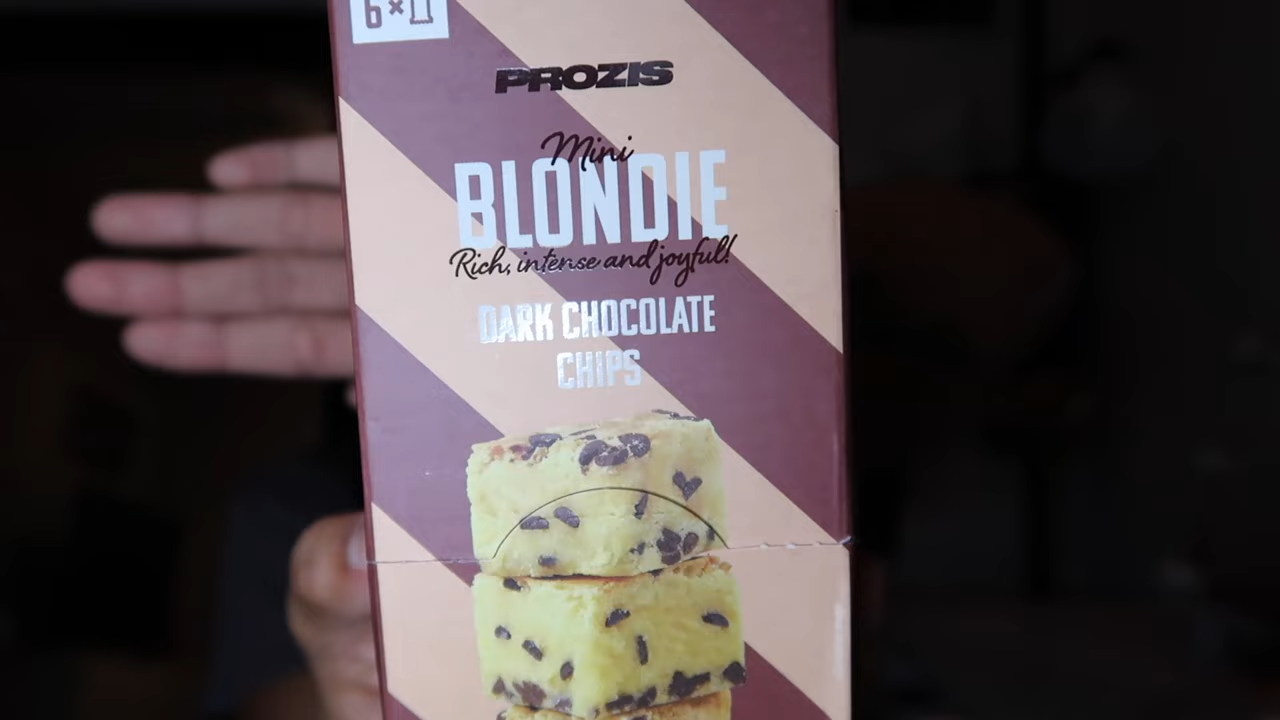 6×
PROZIS
Mini
BLONDIE
Rich, intense and joyful!
DARK CHOCOLATE
CHIPS